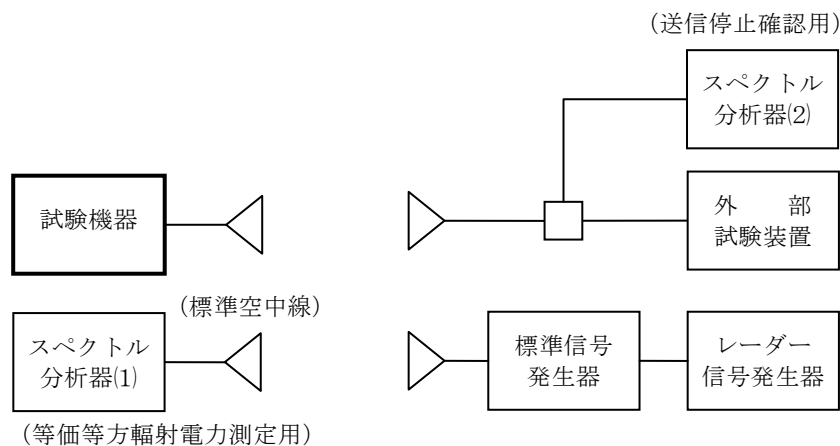 (送信停止確認用)
スペクトル
分析器⑵
試験機器
外　部
試験装置
(標準空中線)
スペクトル
分析器⑴
標準信号
発生器
レーダー
信号発生器
(等価等方輻射電力測定用)